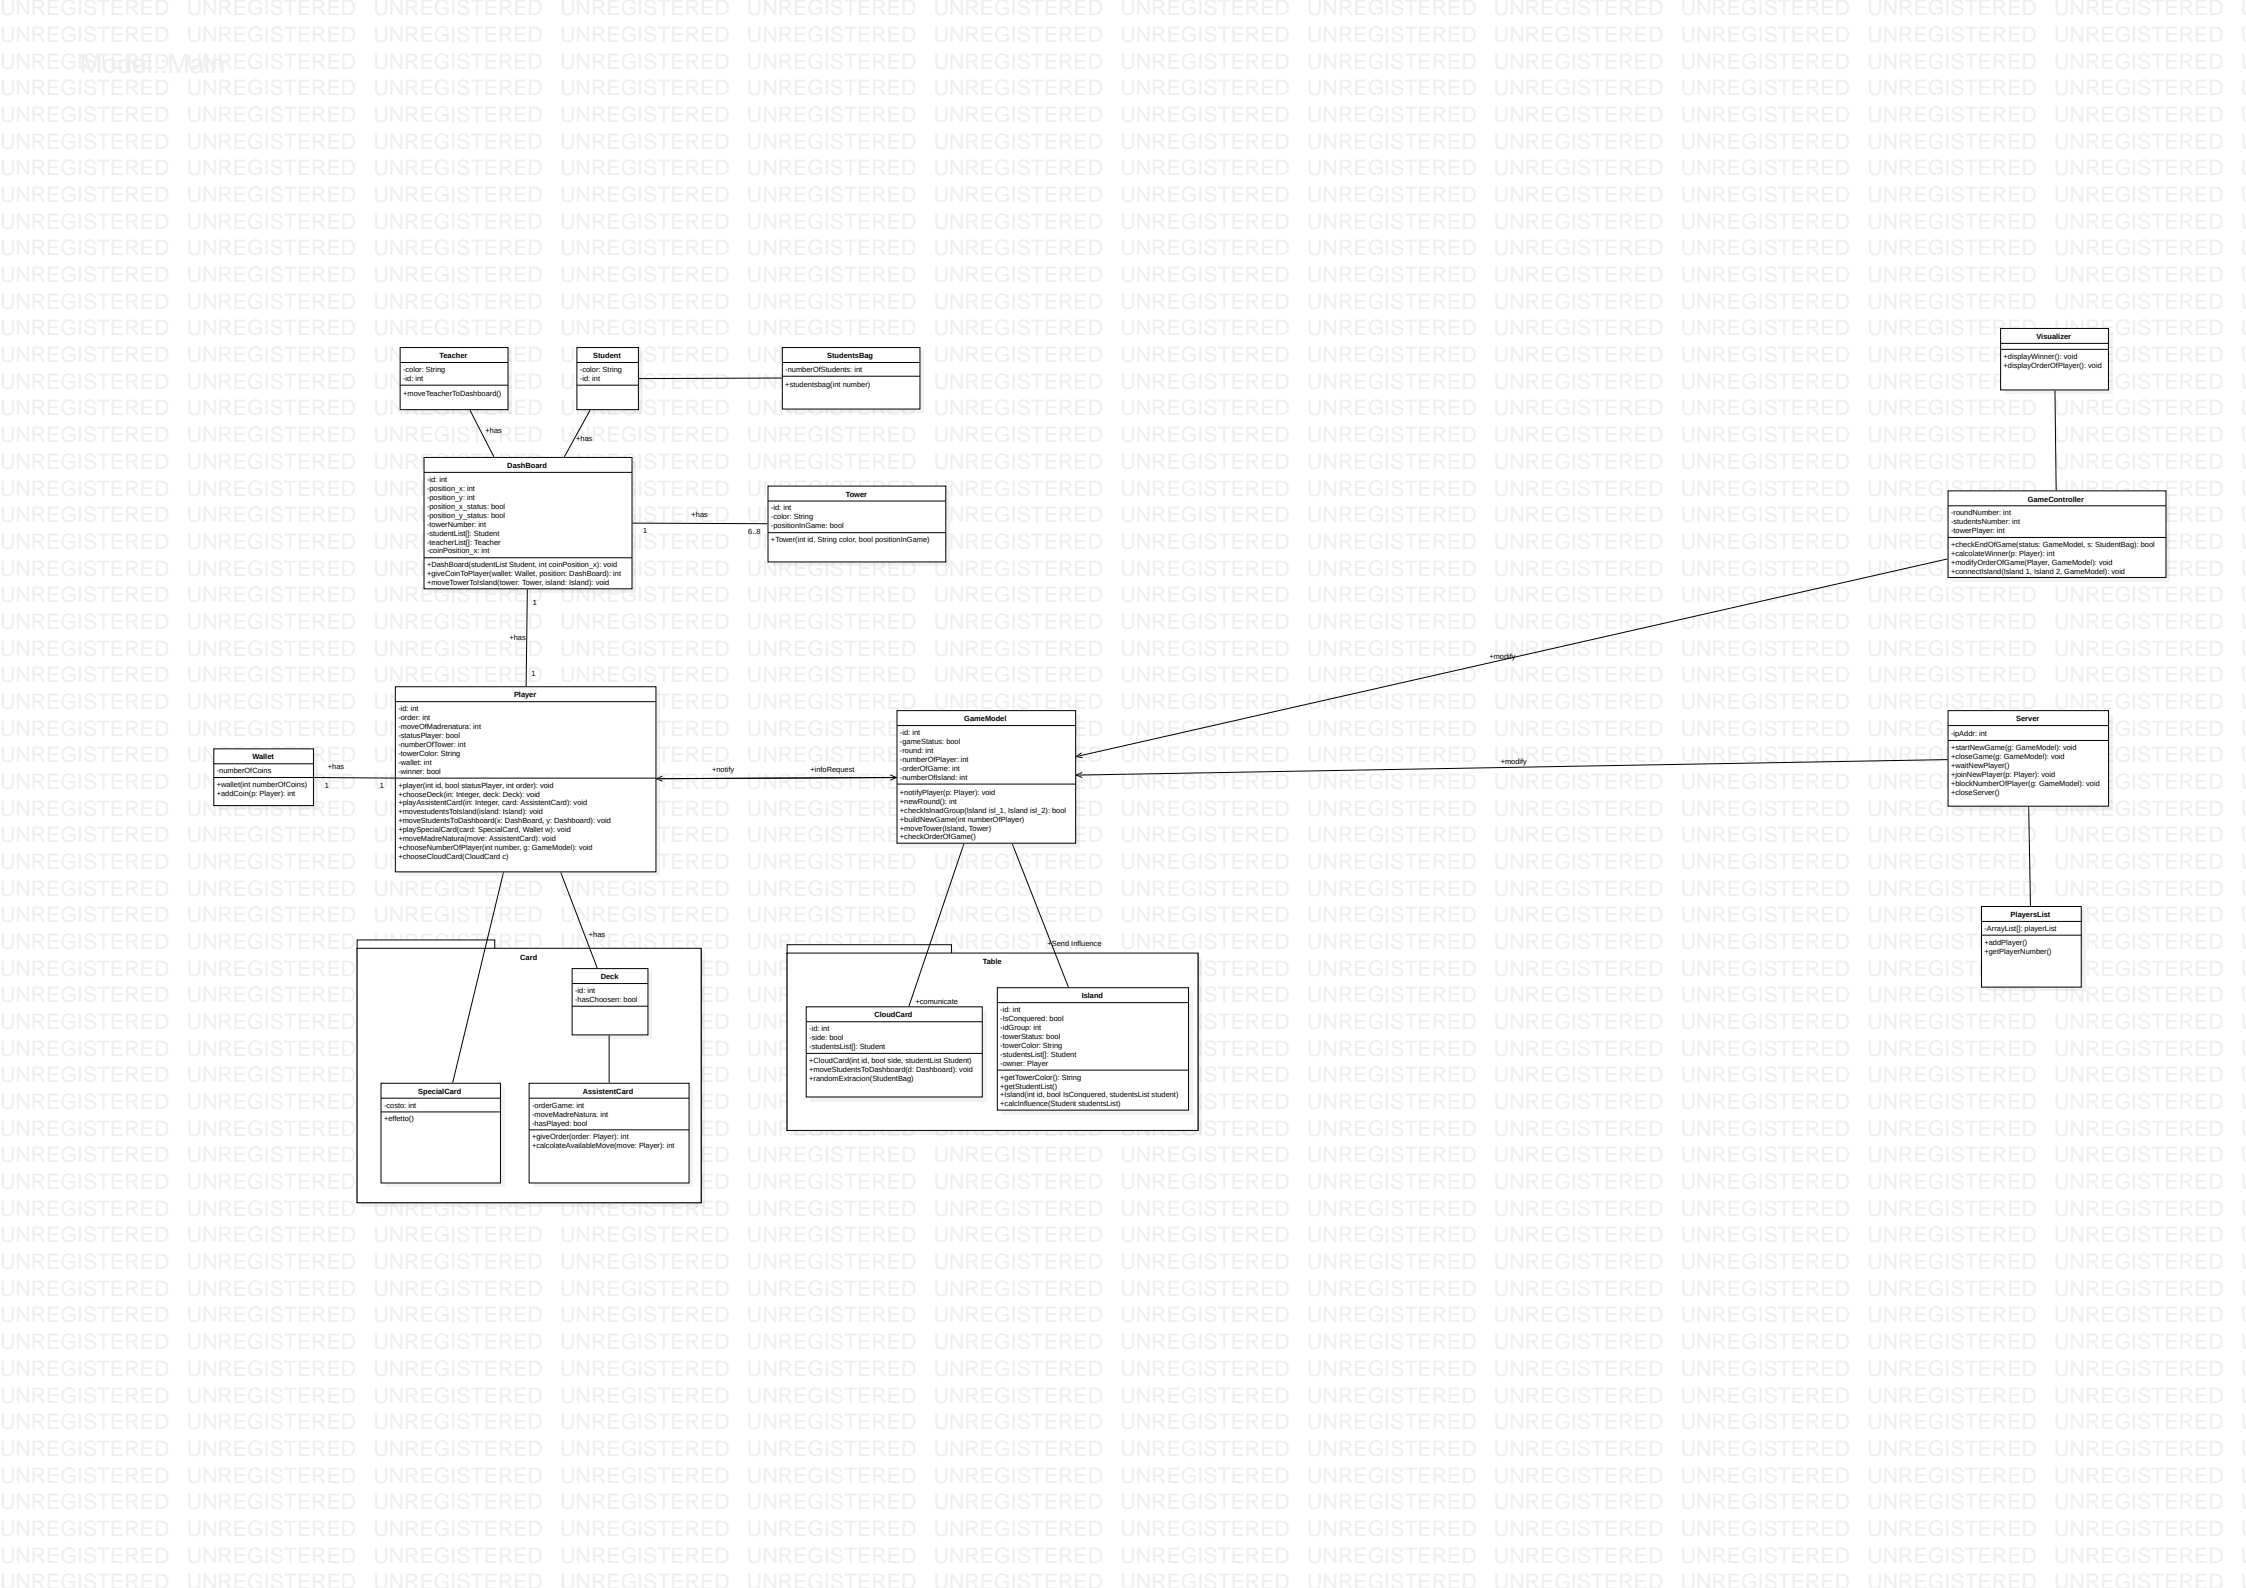 Model::Main
Teacher
-color: String
-id: int
+moveTeacherToDashboard()
Student
-color: String
-id: int
StudentsBag
-numberOfStudents: int
+studentsbag(int number)
Visualizer
+displayWinner(): void
+displayOrderOfPlayer(): void
+has
+has
DashBoard
-id: int
-position_x: int
-position_y: int
-position_x_status: bool
-position_y_status: bool
-towerNumber: int
-studentList[]: Student
-teacherList[]: Teacher
-coinPosition_x: int
+DashBoard(studentList Student, int coinPosition_x): void
+giveCoinToPlayer(wallet: Wallet, position: DashBoard): int
+moveTowerToIsland(tower: Tower, island: Island): void
+has
1
6..8
Tower
-id: int
-color: String
-positionInGame: bool
+Tower(int id, String color, bool positionInGame)
GameController
-roundNumber: int
-studentsNumber: int
-towerPlayer: int
+checkEndOfGame(status: GameModel, s: StudentBag): bool
+calcolateWinner(p: Player): int
+modifyOrderOfGame(Player, GameModel): void
+connectIsland(Island 1, Island 2, GameModel): void
1
+has
1
+modify
Player
-id: int
-order: int
-moveOfMadrenatura: int
-statusPlayer: bool
-numberOfTower: int
-towerColor: String
-wallet: int
-winner: bool
+player(int id, bool statusPlayer, int order): void
+chooseDeck(in: Integer, deck: Deck): void
+playAssistentCard(in: Integer, card: AssistentCard): void
+movestudentsToIsland(island: Island): void
+moveStudentsToDashboard(x: DashBoard, y: Dashboard): void
+playSpecialCard(card: SpecialCard, Wallet w): void
+moveMadreNatura(move: AssistentCard): void
+chooseNumberOfPlayer(int number, g: GameModel): void
+chooseCloudCard(CloudCard c)
Wallet
-numberOfCoins
+wallet(int numberOfCoins)
+addCoin(p: Player): int
+has
1
1
+notify
+infoRequest
GameModel
-id: int
-gameStatus: bool
-round: int
-numberOfPlayer: int
-orderOfGame: int
-numberOfIsland: int
+notifyPlayer(p: Player): void
+newRound(): int
+checkIslnadGroup(Island isl_1, Island isl_2): bool
+buildNewGame(int numberOfPlayer)
+moveTower(Island, Tower)
+checkOrderOfGame()
+modify
Server
-ipAddr: int
+startNewGame(g: GameModel): void
+closeGame(g: GameModel): void
+waitNewPlayer()
+joinNewPlayer(p: Player): void
+blockNumberOfPlayer(g: GameModel): void
+closeServer()
PlayersList
-ArrayList[]: playerList
+addPlayer()
+getPlayerNumber()
+has
Card
Deck
-id: int
-hasChoosen: bool
SpecialCard
-costo: int
+effetto()
AssistentCard
-orderGame: int
-moveMadreNatura: int
-hasPlayed: bool
+giveOrder(order: Player): int
+calcolateAvailableMove(move: Player): int
+Send Influence
Table
+comunicate
CloudCard
-id: int
-side: bool
-studentsList[]: Student
+CloudCard(int id, bool side, studentList Student)
+moveStudentsToDashboard(d: Dashboard): void
+randomExtracion(StudentBag)
Island
-id: int
-IsConquered: bool
-idGroup: int
-towerStatus: bool
-towerColor: String
-studentsList[]: Student
-owner: Player
+getTowerColor(): String
+getStudentList()
+Island(int id, bool IsConquered, studentsList student)
+calcInfluence(Student studentsList)
UNREGISTERED